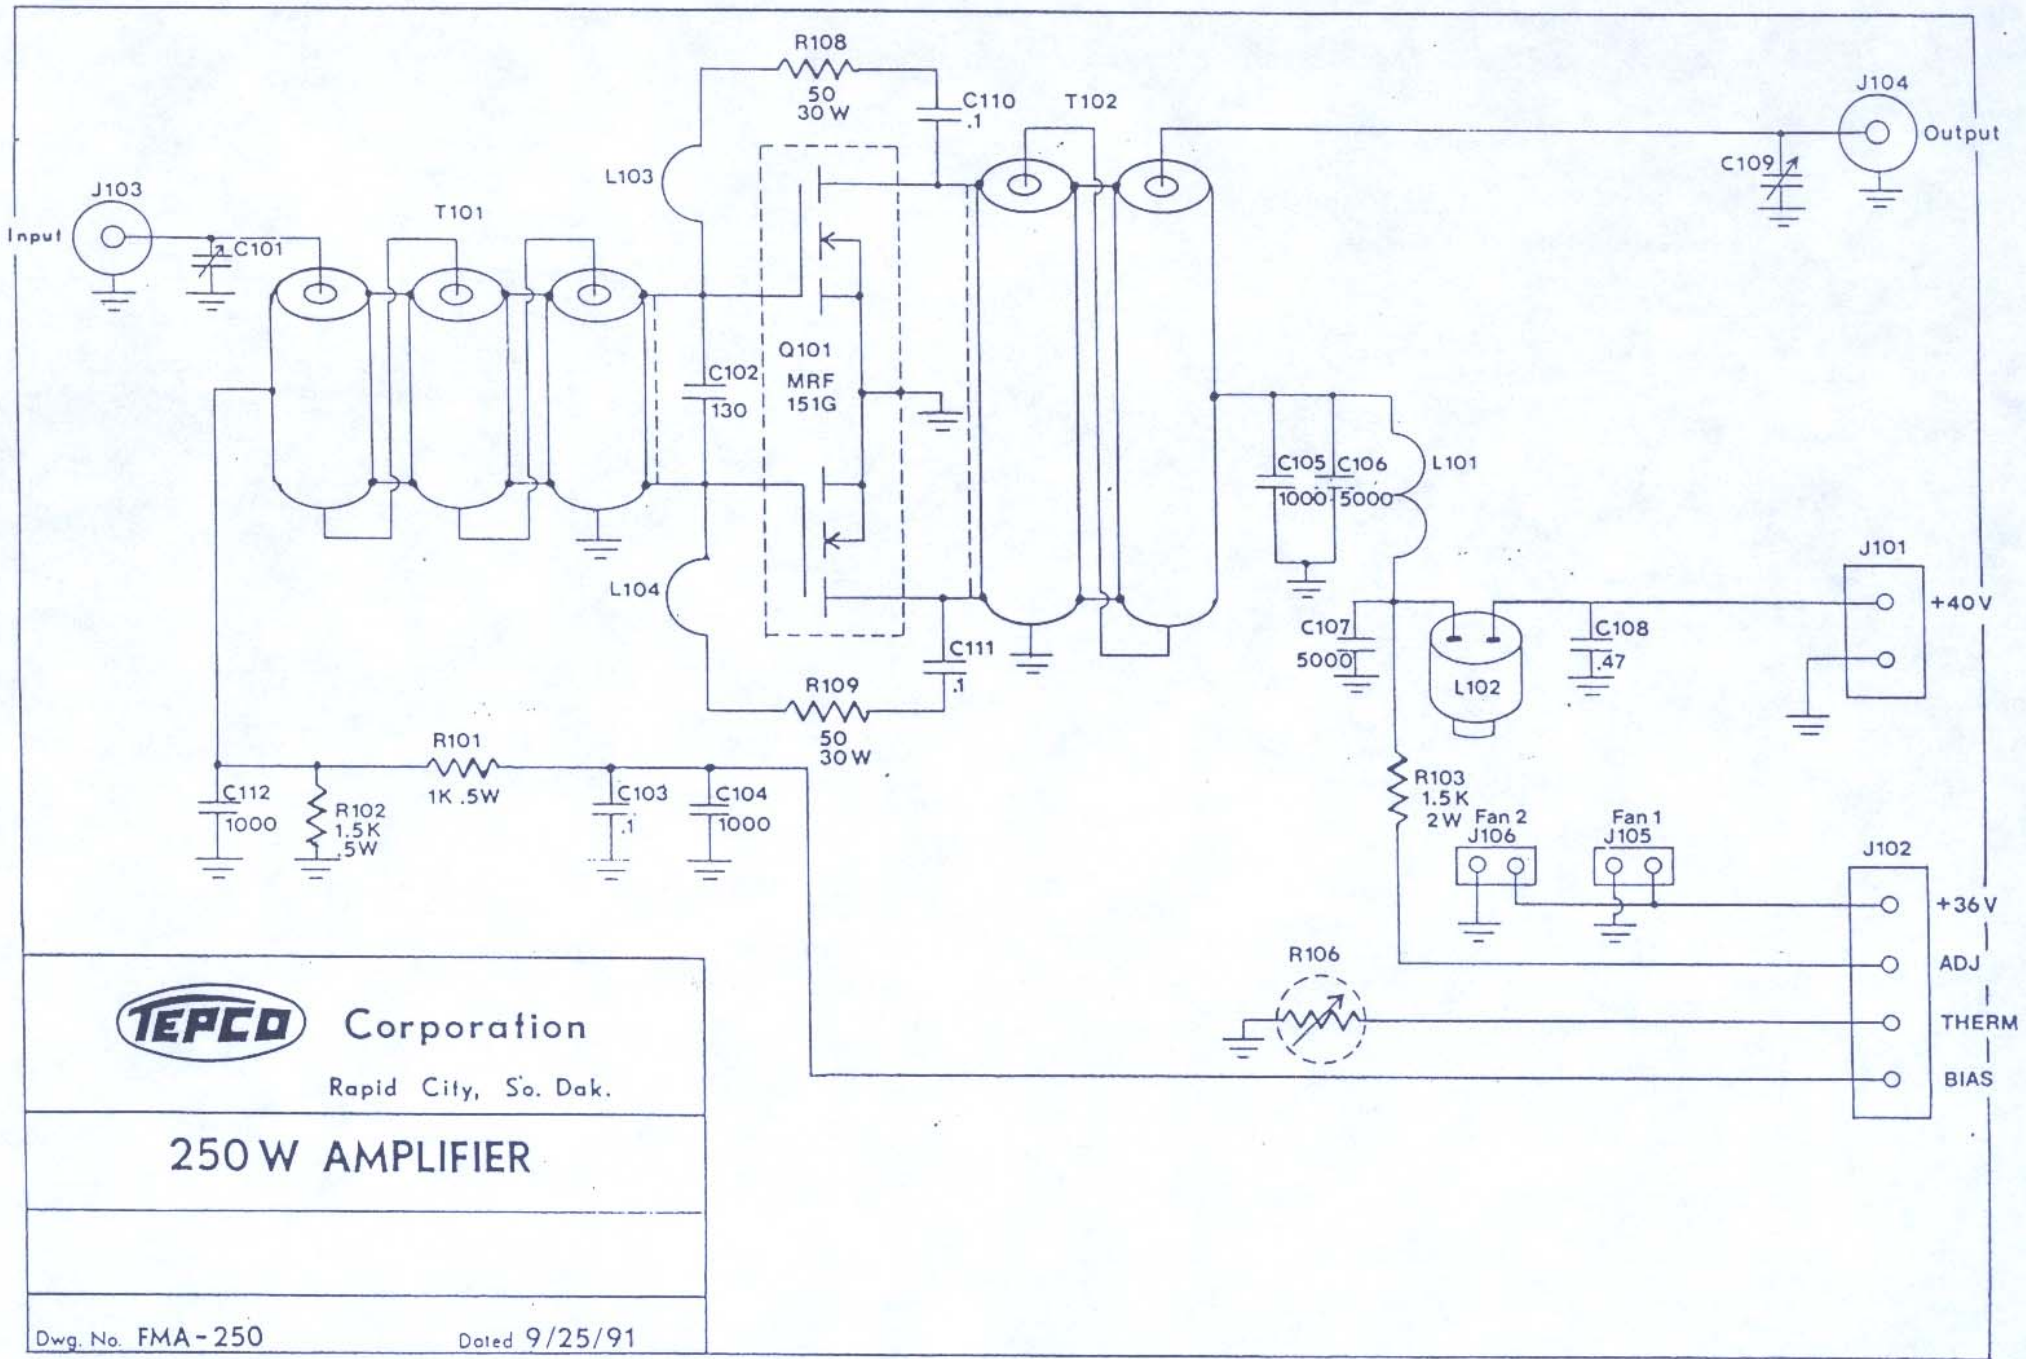 R108
50
30W
C110
.1
T102
J104
Output
C109
J103
Input
C101
T101
L103
Q101
MRF
151G
C102
130
C105
1000
C106
5000
L101
J101
+40V
L104
C107
5000
L102
C108
.47
C111
.1
R109
50
30W
R101
1K .5W
C112
1000
R102
1.5K
.5W
C103
.1
C104
1000
R103
1.5K
2W
Fan 2
J106
Fan 1
J105
J102
+36V
ADJ
THERM
BIAS
R106
TEPCO Corporation
Rapid City, So. Dak.
250W AMPLIFIER
Dwg. No. FMA-250 Dated 9/25/91